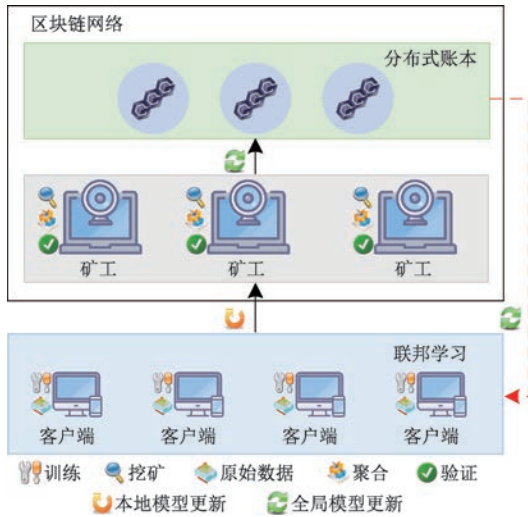 区块链网络
分布式账本
矿工 矿工 矿工
联邦学习
客户端 客户端 客户端 客户端
训练 挖矿 原始数据 聚合 验证
本地模型更新 全局模型更新